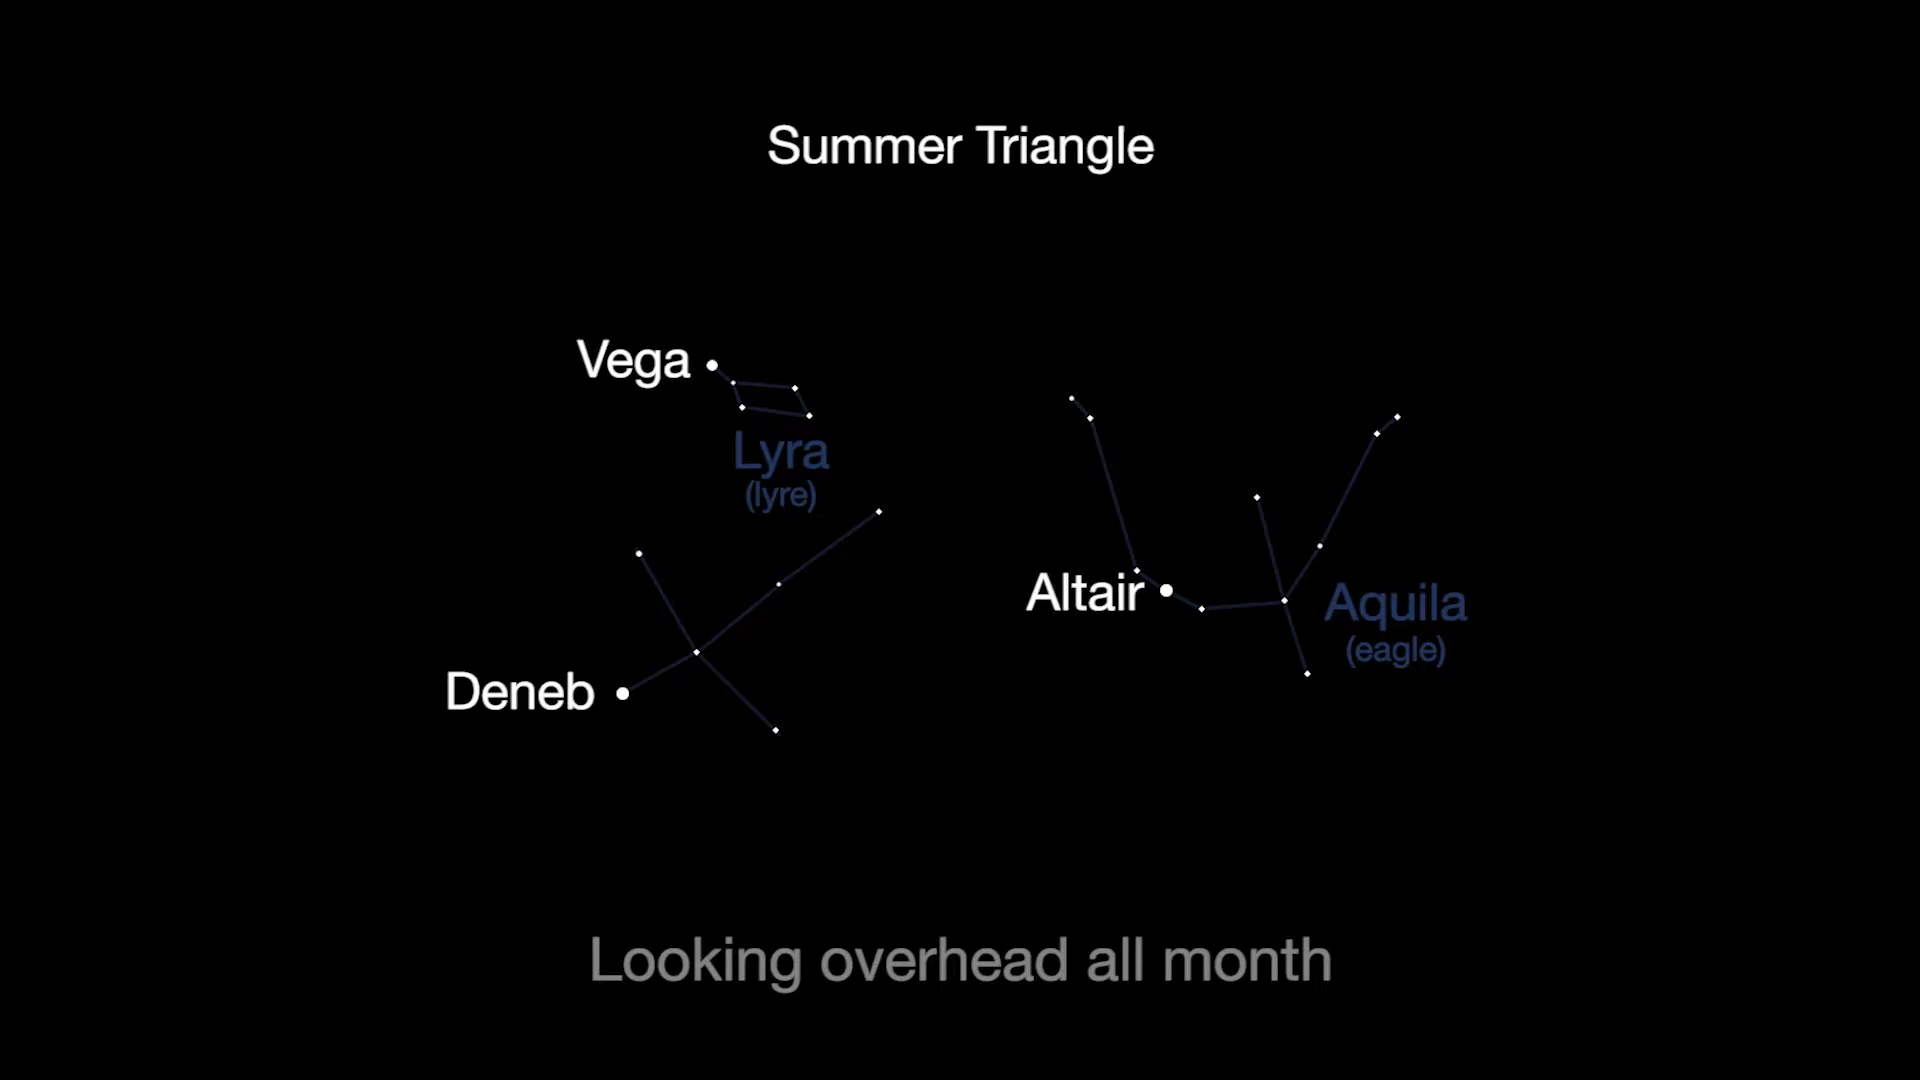 Summer Triangle
Vega
Lyra
(lyre)
Altair
Aquila
(eagle)
Deneb
Looking overhead all month